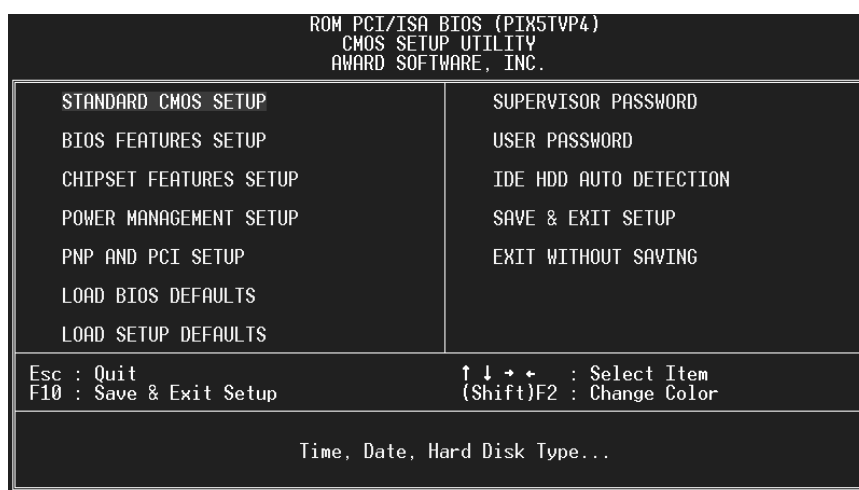 ROM PCI/ISA BIOS (PIX5TVP4)
CMOS SETUP UTILITY
AWARD SOFTWARE, INC.
STANDARD CMOS SETUP
BIOS FEATURES SETUP
CHIPSET FEATURES SETUP
POWER MANAGEMENT SETUP
PNP AND PCI SETUP
LOAD BIOS DEFAULTS
LOAD SETUP DEFAULTS
SUPERVISOR PASSWORD
USER PASSWORD
IDE HDD AUTO DETECTION
SAVE & EXIT SETUP
EXIT WITHOUT SAVING
Esc : Quit
F10 : Save & Exit Setup
↑ ↓ → ← : Select Item
(Shift)F2 : Change Color
Time, Date, Hard Disk Type...